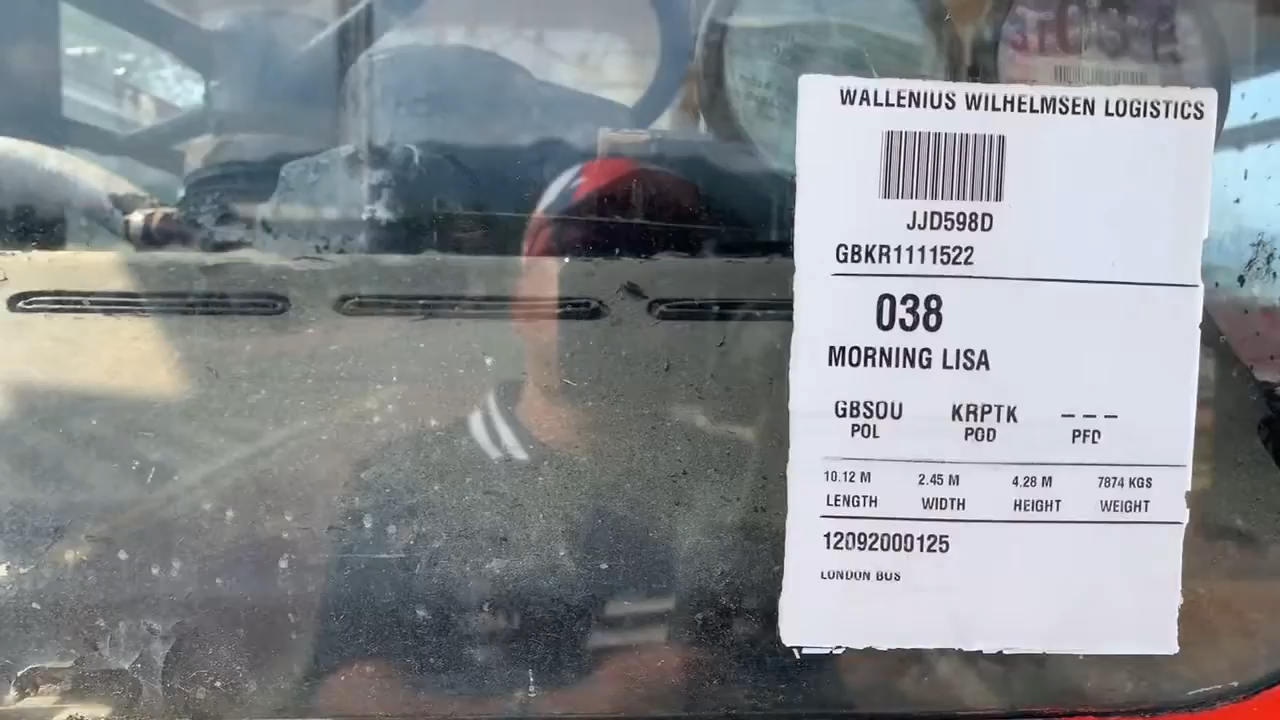 WALLENIUS WILHELMSEN LOGISTICS
JJD598D
GBKR1111522
038
MORNING LISA
GBSOU KRPTK ---
POL POD PFD
10.12 M 2.45 M 4.28 M 7874 KGS
LENGTH WIDTH HEIGHT WEIGHT
12092000125
LONDON BUS